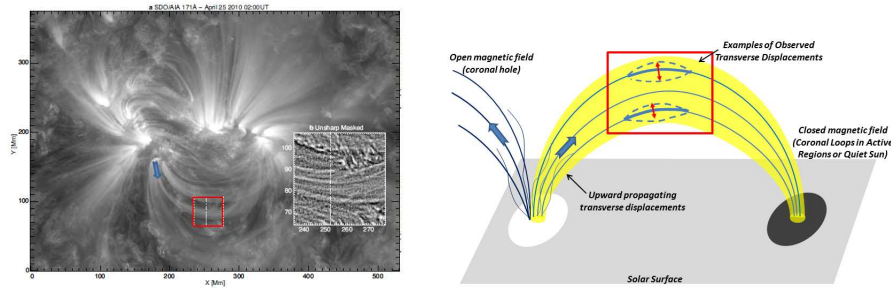 a SDO/AIA 171Å – April 25 2010 02:00UT
300
200
100
0
Y [Mm]
0
100
200
300
400
500
X [Mm]
b Unsharp Masked
100
90
80
70
240
250
260
270
Open magnetic field
(coronal hole)
Examples of Observed
Transverse Displacements
Closed magnetic field
(Coronal Loops in Active
Regions or Quiet Sun)
Upward propagating
transverse displacements
Solar Surface